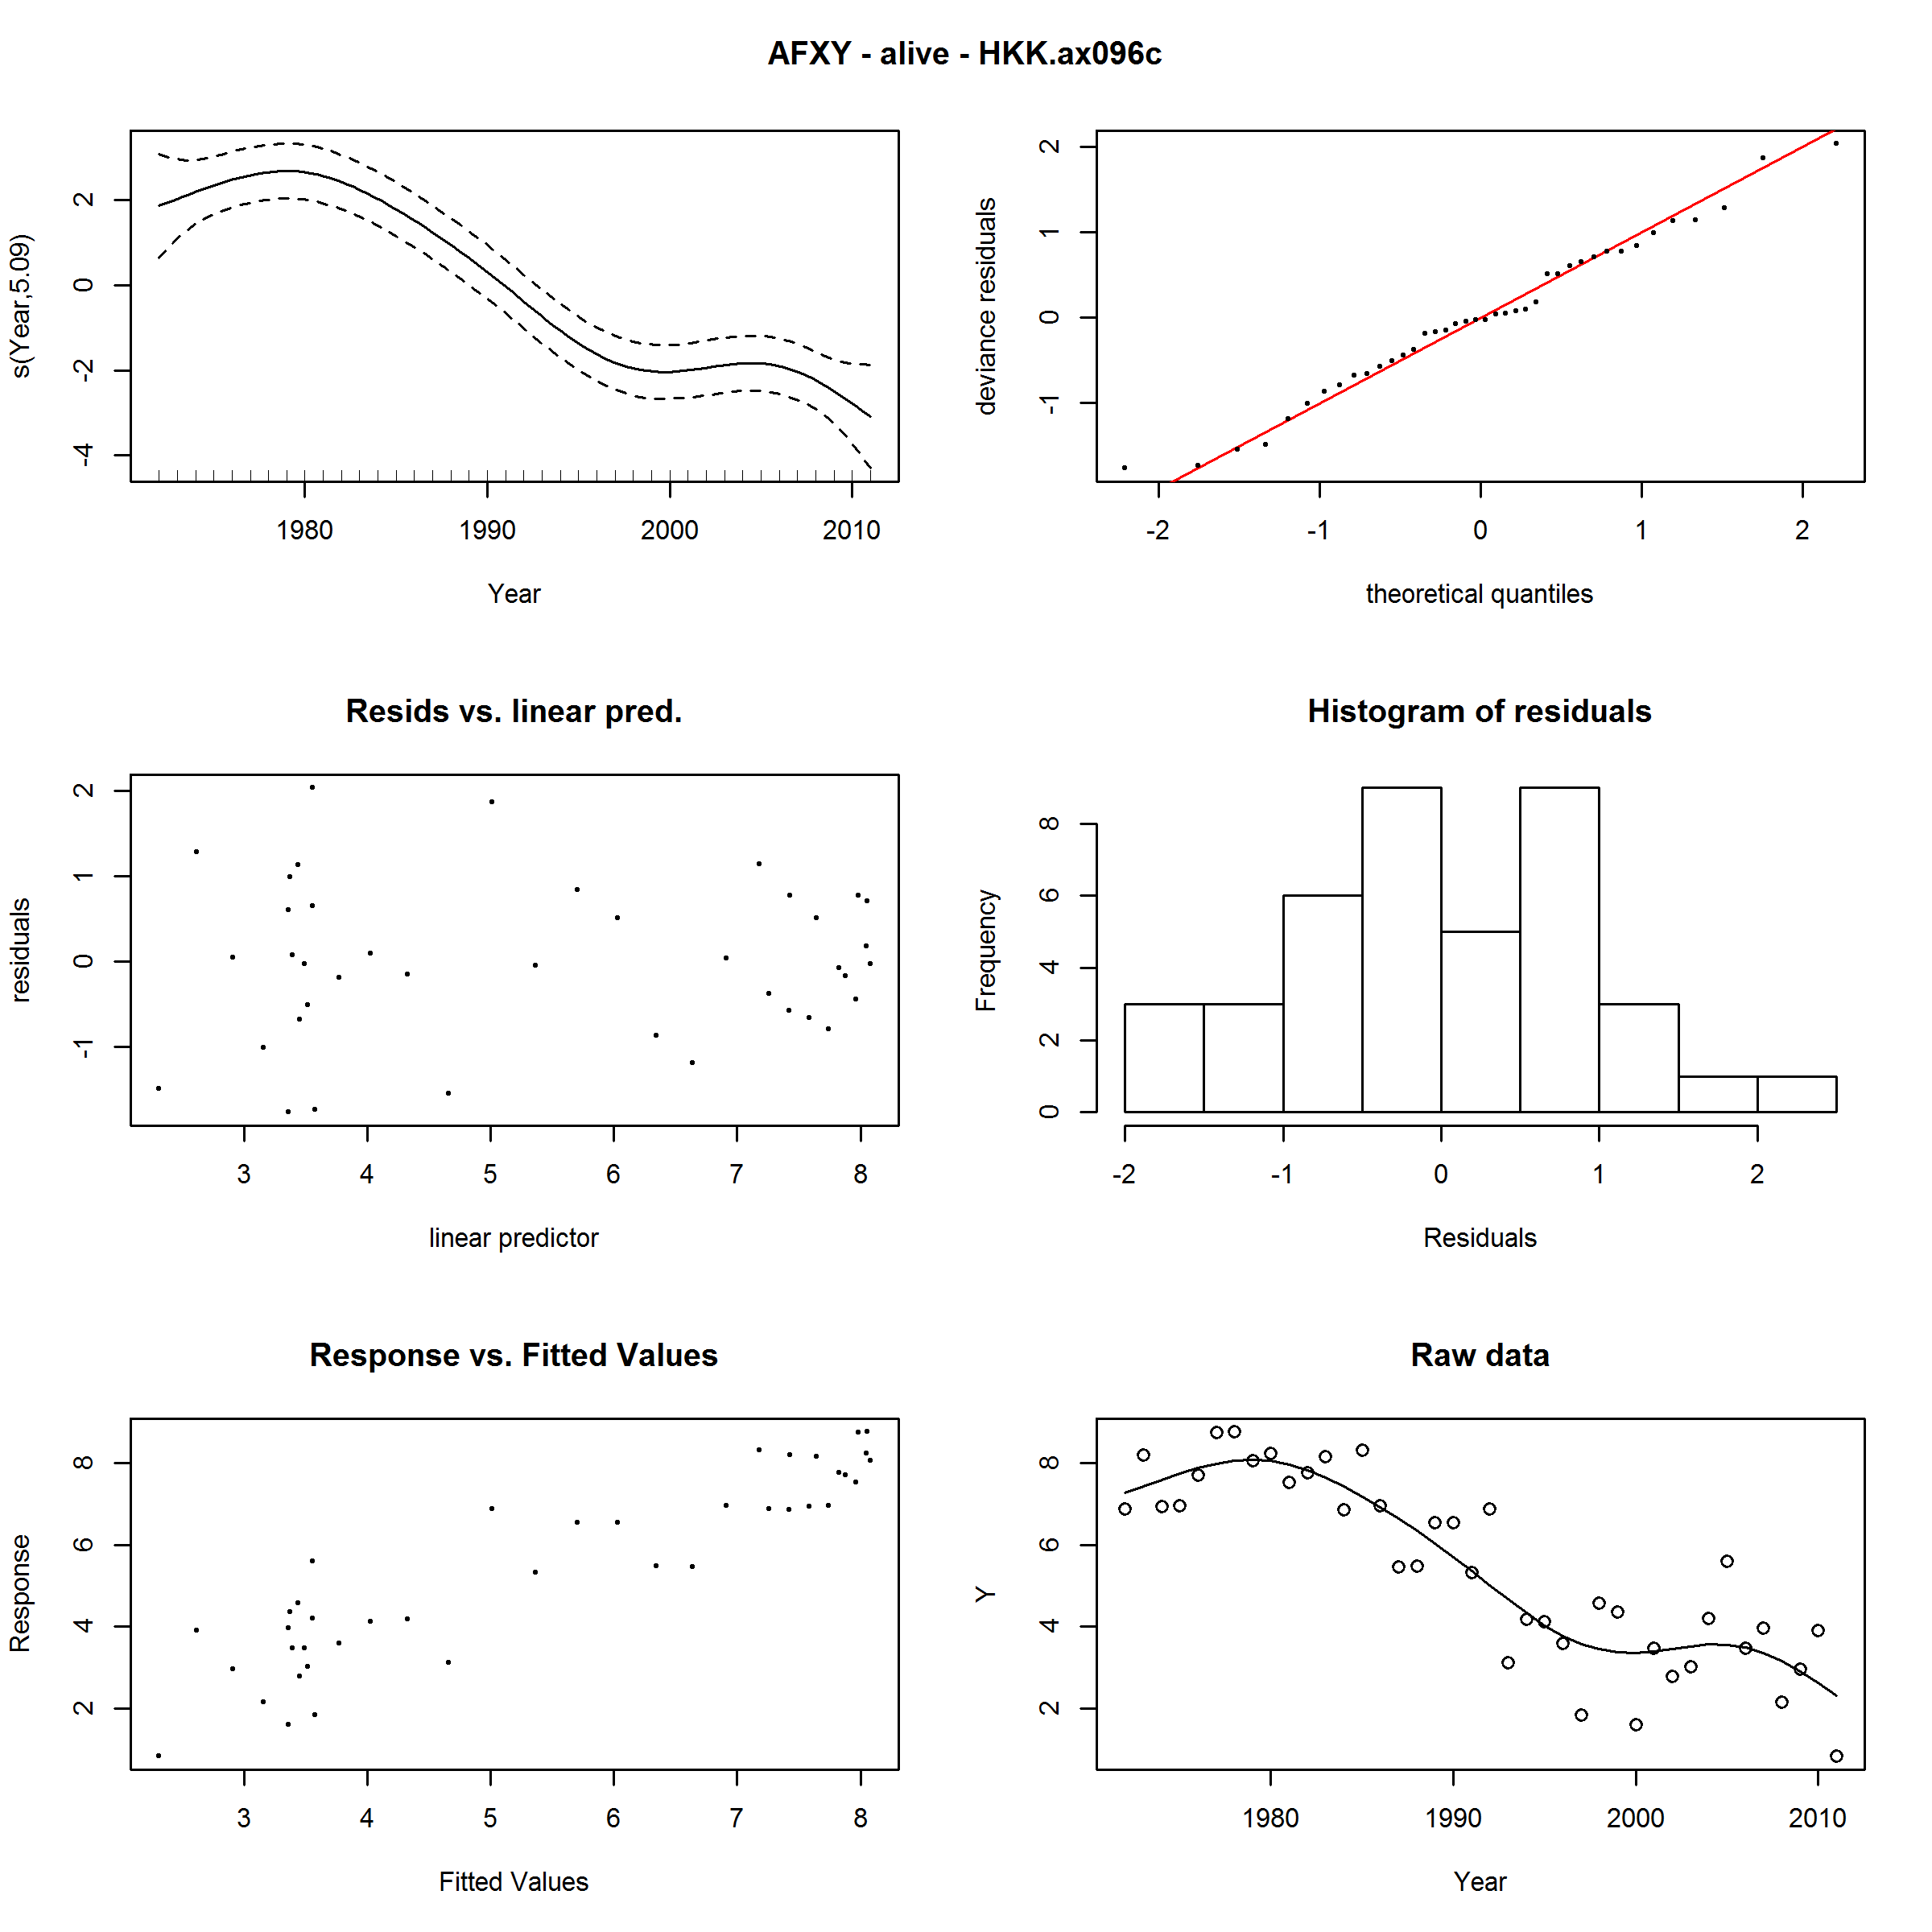 AFXY - alive - HKK.ax096c
s(Year,5.09)
2
0
-2
-4
1980 1990 2000 2010
Year
deviance residuals
2
1
0
-1
-2 -1 0 1 2
theoretical quantiles
Resids vs. linear pred.
residuals
2
1
0
-1
3 4 5 6 7 8
linear predictor
Histogram of residuals
Frequency
8
6
4
2
0
-2 -1 0 1 2
Residuals
Response vs. Fitted Values
Response
8
6
4
2
3 4 5 6 7 8
Fitted Values
Raw data
Y
8
6
4
2
1980 1990 2000 2010
Year